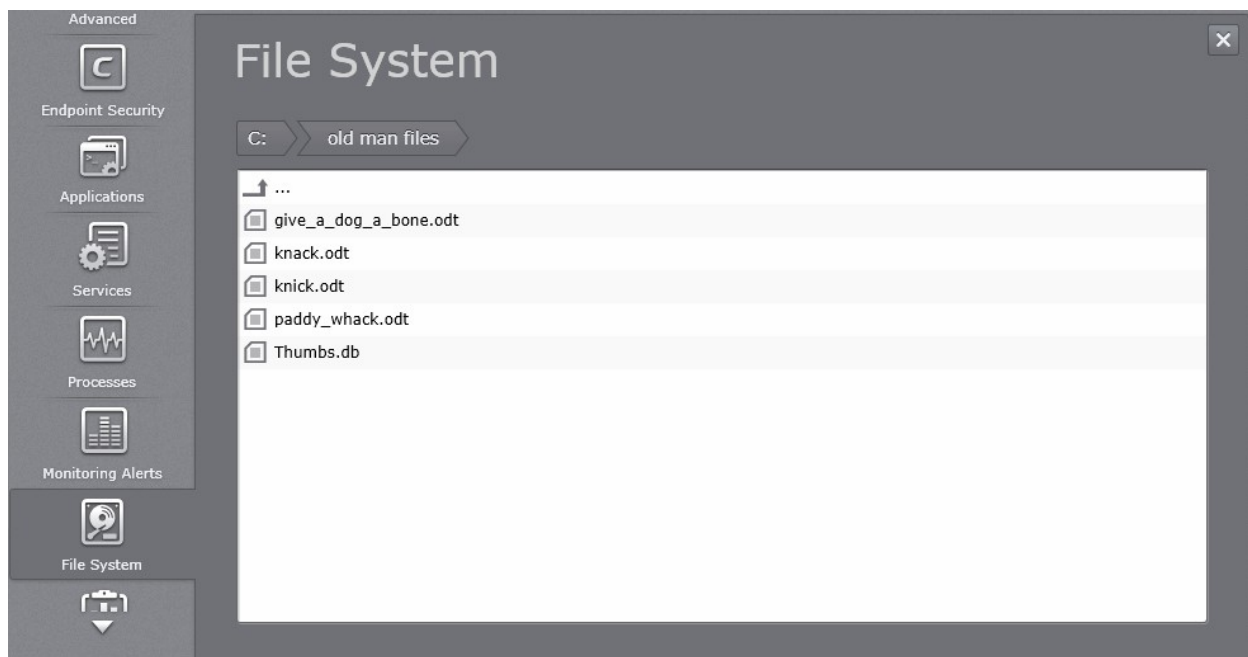 Advanced
Endpoint Security
Applications
Services
Processes
Monitoring Alerts
File System
File System
C: old man files
...
give_a_dog_a_bone.odt
knack.odt
knick.odt
paddy_whack.odt
Thumbs.db